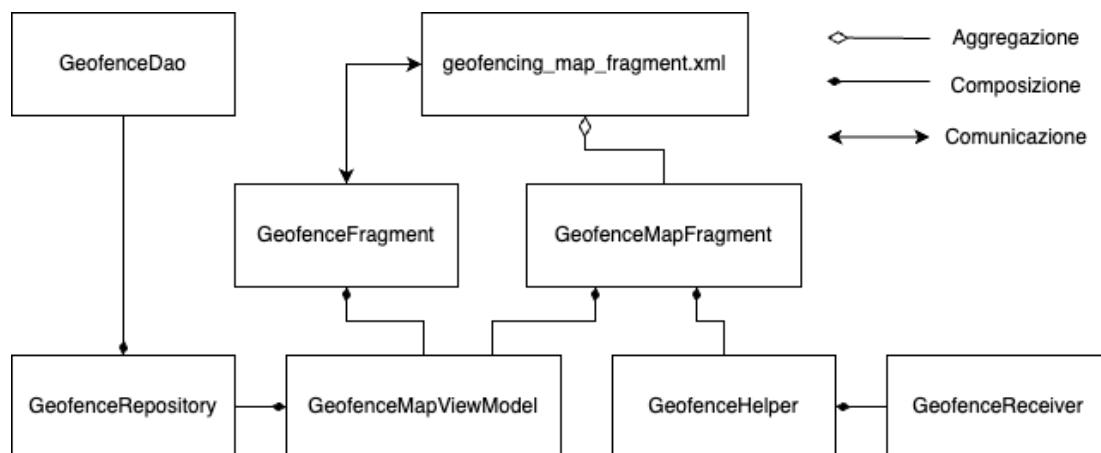 GeofenceDao
geofencing_map_fragment.xml
Aggregazione
Composizione
Comunicazione
GeofenceFragment
GeofenceMapFragment
GeofenceRepository
GeofenceMapViewModel
GeofenceHelper
GeofenceReceiver